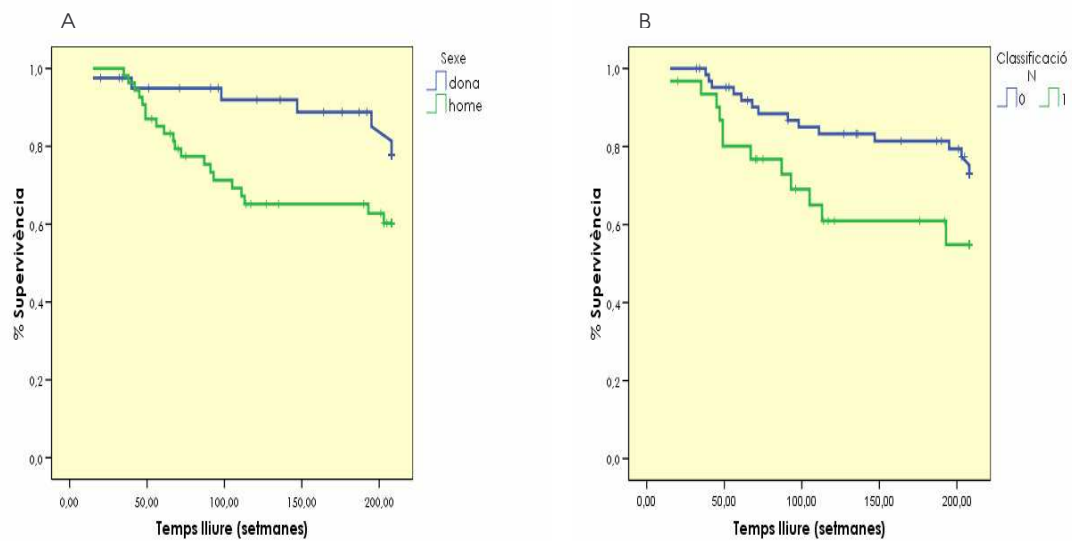 A
Sexe
dona
home
% Supervivència
1,0
0,8
0,6
0,4
0,2
0,0
0,00 50,00 100,00 150,00 200,00
Temps lliure (setmanes)
B
Classificació
N
0 1
% Supervivència
1,0
0,8
0,6
0,4
0,2
0,0
0,00 50,00 100,00 150,00 200,00
Temps lliure (setmanes)